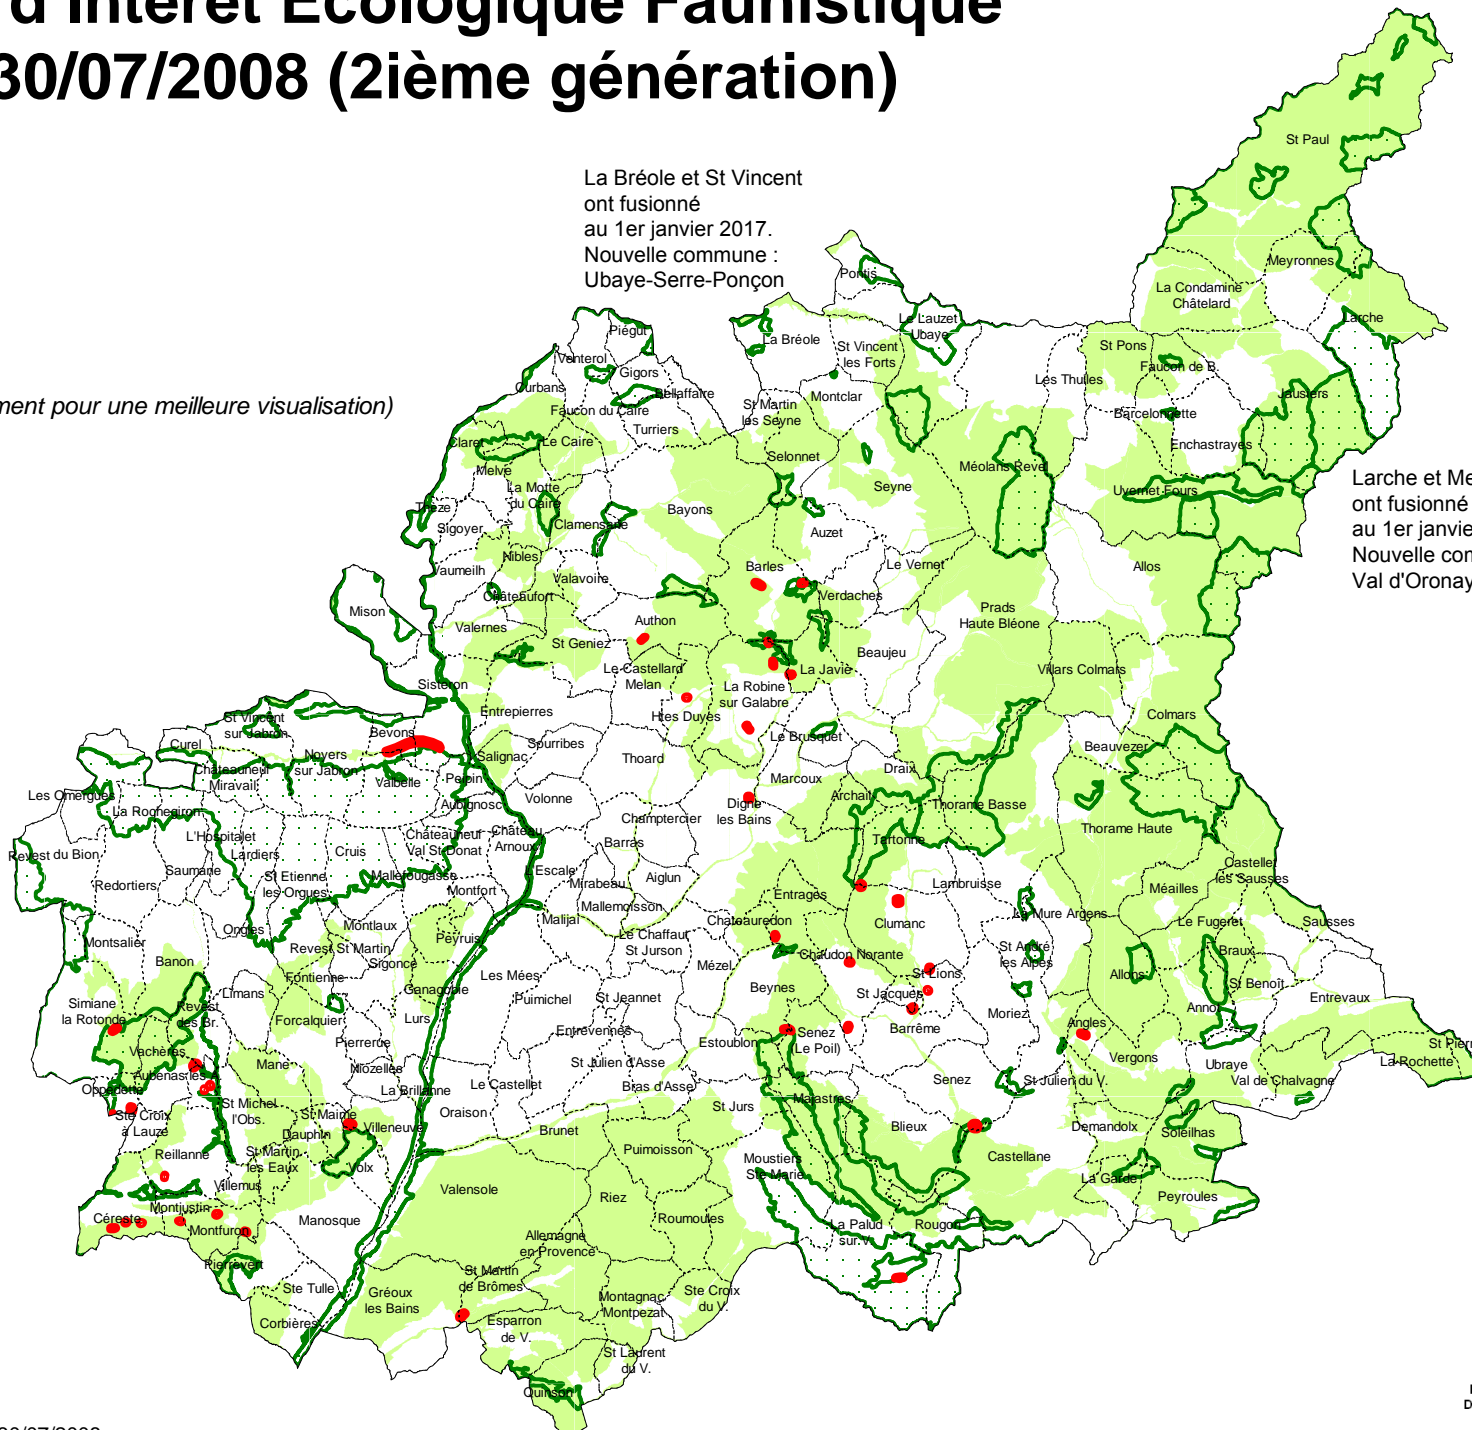 d'Intérêt Ecologique Faunistique
30/07/2008 (2ième génération)
La Bréole et St Vincent
ont fusionné
au 1er janvier 2017.
Nouvelle commune :
Ubaye-Serre-Ponçon
ment pour une meilleure visualisation)
Larche et Me
ont fusionné
au 1er janvie
Nouvelle con
Val d'Oronay
St Paul
Meyronnes
La Condamine
Châtelard
Larche
Pontis
Le Lauzet
Ubaye
La Bréole
St Vincent
les Forts
St Pons
Faucon de B.
Les Thuiles
Jausiers
Barcelonnette
Enchastrayes
Piégut
Venterol
Gigors
Curbans
Bellaffaire
Faucon du Caire
Turriers
St Martin
les Seyne
Montclar
Claret
Le Caire
Selonnet
Melve
Méolans Revel
La Motte
du Caire
Seyne
Uvernet Fours
Thèze
Bayons
Sigoyer
Clamensane
Auzet
Nibles
Vaumeilh
Valavoire
Barles
Le Vernet
Allos
Châteaufort
Verdaches
Mison
Prads
Haute Bléone
Valernes
Authon
St Geniez
Beaujeu
Le Castellard
Melan
La Javie
Villars Colmars
Sisteron
La Robine
sur Galabre
Entrepierres
Htes Duyes
Colmars
St Vincent
sur Jabron
Bevons
Le Brusquet
Curel
Noyers
sur Jabron
Salignac
Sourribes
Thoard
Beauvezer
Châteauneuf
Miravail
Valbelle
Peipin
Marcoux
Draix
Les Omergues
Aubignosc
Volonne
Archail
Thorame Basse
La Rochegiron
Digne
les Bains
Champtercier
L'Hospitalet
Châteauneuf
Val St Donat
Château
Arnoux
Tartonne
Thorame Haute
Revest du Bion
Lardiers
Cruis
Barras
Saumane
Mallefougasse
L'Escale
Mirabeau
Aiglun
Castellet
les Sausses
Redortiers
St Etienne
les Orgues
Montfort
Entrages
Lambruisse
Méailles
Mallemoisson
Malijai
Chateauredon
Clumanc
La Mure Argens
Le Fugeret
Sausses
Ongles
Montlaux
Montsalier
Peyruis
Le Chaffaut
St Jurson
Braux
Banon
Revest St Martin
Sigonce
Chaudon Norante
St André
les Alpes
Fontienne
Mézel
Les Mées
St Lions
Allons
St Benoît
Limans
Ganagobie
Beynes
St Jacques
Entrevaux
Simiane
la Rotonde
Revest
des Br.
Puimichel
St Jeannet
Annot
Forcalquier
Lurs
Moriez
Angles
Entrevennes
Senez
(Le Poil)
Barrême
Vachères
Pierrerue
Estoublon
St Pierr
Aubenas les A.
Mane
Niozelles
St Julien d'Asse
Vergons
Ubraye
La Rochette
Oppedette
La Brillanne
Le Castellet
Bras d'Asse
Senez
St Julien du V.
Val de Chalvagne
Ste Croix
à Lauze
St Michel
l'Obs.
Oraison
St Jurs
Majastres
St Maime
Villeneuve
Blieux
Demandolx
Soleilhas
Dauphin
Brunet
Reillanne
St Martin
les Eaux
Puimoisson
Moustiers
Ste Marie
Castellane
Volx
Villemus
Valensole
La Garde
Riez
Peyroules
Montjustin
Céreste
Manosque
Roumoules
La Palud
sur V.
Rougon
Montfuron
Allemagne
en Provence
Pierrevert
St Martin
de Brômes
Ste Tulle
Gréoux
les Bains
Montagnac
Montpezat
Ste Croix
du V.
Corbières
Esparron
de V.
St Laurent
du V.
Quinson